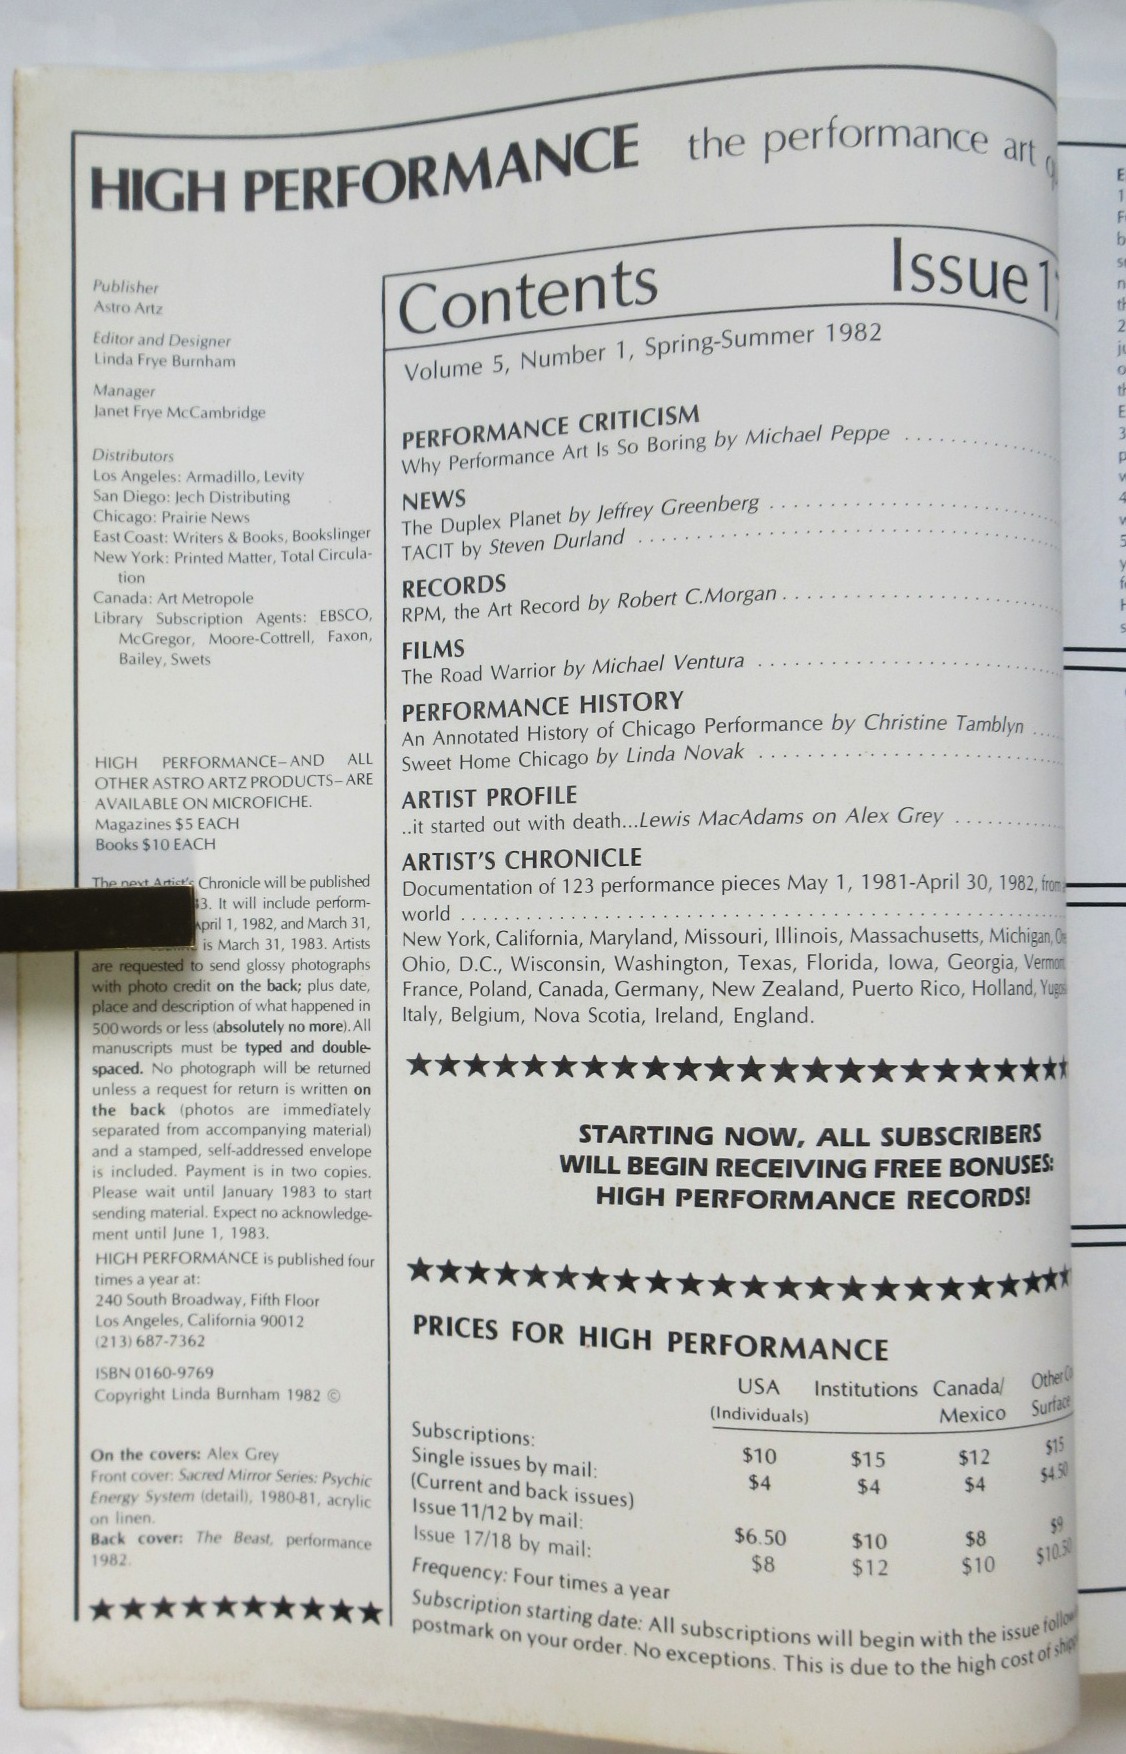 HIGH PERFORMANCE the performance art
Publisher
Astro Artz
Editor and Designer
Linda Frye Burnham
Manager
Janet Frye McCambridge
Distributors
Los Angeles: Armadillo, Levity
San Diego: Jech Distributing
Chicago: Prairie News
East Coast: Writers & Books, Bookslinger
New York: Printed Matter, Total Circula-
tion
Canada: Art Metropole
Library Subscription Agents: EBSCO,
McGregor, Moore-Cottrell, Faxon,
Bailey, Swets
HIGH PERFORMANCE–AND ALL
OTHER ASTRO ARTZ PRODUCTS–ARE
AVAILABLE ON MICROFICHE.
Magazines $5 EACH
Books $10 EACH
The next Artist's Chronicle will be published
3. It will include perform-
April 1, 1982, and March 31,
is March 31, 1983. Artists
are requested to send glossy photographs
with photo credit on the back; plus date,
place and description of what happened in
500 words or less (absolutely no more). All
manuscripts must be typed and double-
spaced. No photograph will be returned
unless a request for return is written on
the back (photos are immediately
separated from accompanying material)
and a stamped, self-addressed envelope
is included. Payment is in two copies.
Please wait until January 1983 to start
sending material. Expect no acknowledge-
ment until June 1, 1983.
HIGH PERFORMANCE is published four
times a year at:
240 South Broadway, Fifth Floor
Los Angeles, California 90012
(213) 687-7362
ISBN 0160-9769
Copyright Linda Burnham 1982 ©
On the covers: Alex Grey
Front cover: Sacred Mirror Series: Psychic
Energy System (detail), 1980-81, acrylic
on linen.
Back cover: The Beast, performance
1982.
★★★★★★★★★★
Contents Issue 17
Volume 5, Number 1, Spring-Summer 1982
PERFORMANCE CRITICISM
Why Performance Art Is So Boring by Michael Peppe
NEWS
The Duplex Planet by Jeffrey Greenberg
TACIT by Steven Durland
RECORDS
RPM, the Art Record by Robert C.Morgan
FILMS
The Road Warrior by Michael Ventura
PERFORMANCE HISTORY
An Annotated History of Chicago Performance by Christine Tamblyn
Sweet Home Chicago by Linda Novak
ARTIST PROFILE
..it started out with death...Lewis MacAdams on Alex Grey
ARTIST'S CHRONICLE
Documentation of 123 performance pieces May 1, 1981-April 30, 1982, from
world
New York, California, Maryland, Missouri, Illinois, Massachusetts, Michigan,
Ohio, D.C., Wisconsin, Washington, Texas, Florida, Iowa, Georgia, Vermont
France, Poland, Canada, Germany, New Zealand, Puerto Rico, Holland,
Italy, Belgium, Nova Scotia, Ireland, England.
★★★★★★★★★★★★★★★★★★★★★★★
STARTING NOW, ALL SUBSCRIBERS
WILL BEGIN RECEIVING FREE BONUSES:
HIGH PERFORMANCE RECORDS!
★★★★★★★★★★★★★★★★★★★★★★★
PRICES FOR HIGH PERFORMANCE
USA Institutions Canada/ Other
(Individuals) Mexico Surface
Subscriptions: $10 $15 $12 $15
Single issues by mail: $4 $4 $4 $4.50
(Current and back issues)
Issue 11/12 by mail: $6.50 $10 $8 $9
Issue 17/18 by mail: $8 $12 $10 $10.50
Frequency: Four times a year
Subscription starting date: All subscriptions will begin with the issue
postmark on your order. No exceptions. This is due to the high cost of